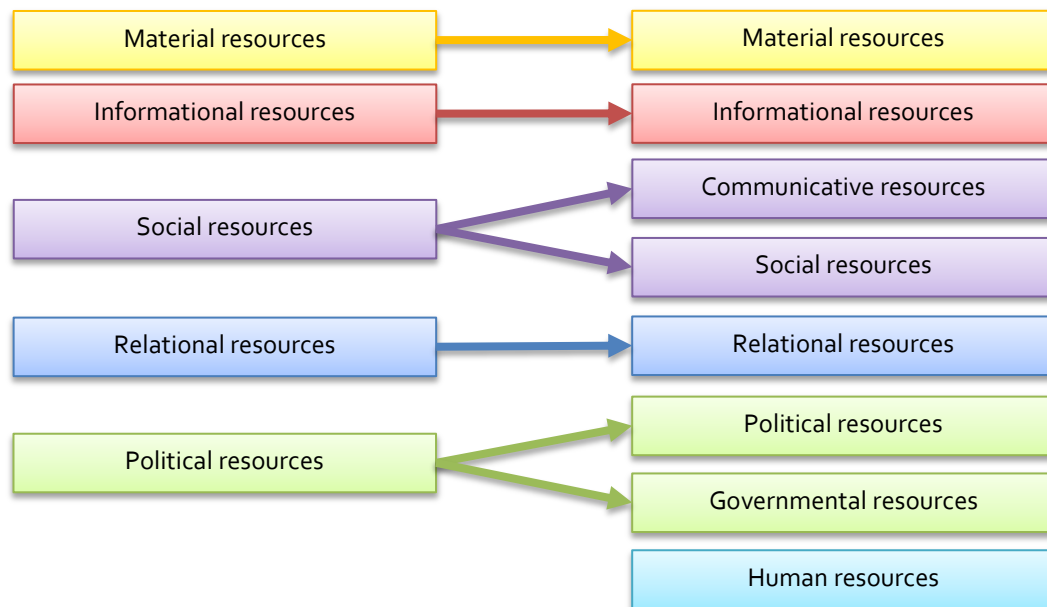 Material resources
Material resources
Informational resources
Informational resources
Communicative resources
Social resources
Social resources
Relational resources
Relational resources
Political resources
Political resources
Governmental resources
Human resources